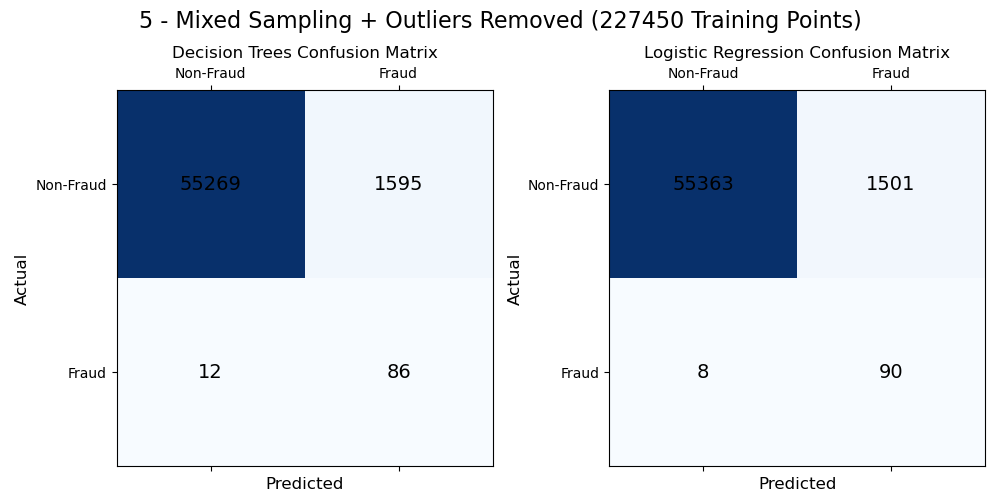 5 - Mixed Sampling + Outliers Removed (227450 Training Points)
Decision Trees Confusion Matrix
Non-Fraud Fraud
Actual
Non-Fraud 55269 1595
Fraud 12 86
Predicted
Logistic Regression Confusion Matrix
Non-Fraud Fraud
Actual
Non-Fraud 55363 1501
Fraud 8 90
Predicted